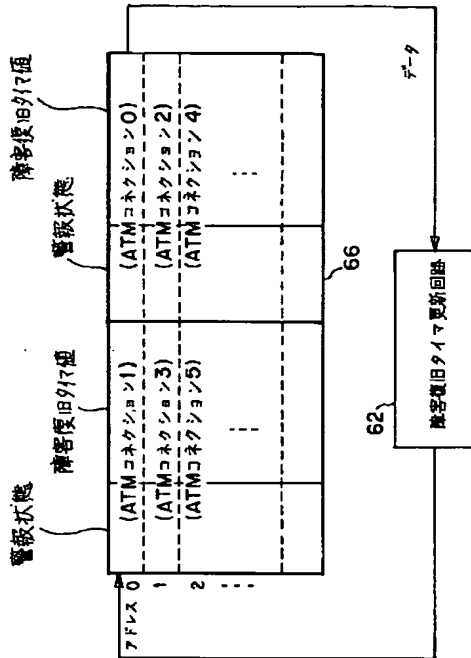 警報状態
障害復旧タイマ値
警報状態
障害復旧タイマ値
アドレス 0
(ATMコネクション1)
(ATMコネクション0)
1
(ATMコネクション3)
(ATMコネクション2)
2
(ATMコネクション5)
(ATMコネクション4)
66
62
障害復旧タイマ更新回路
データ